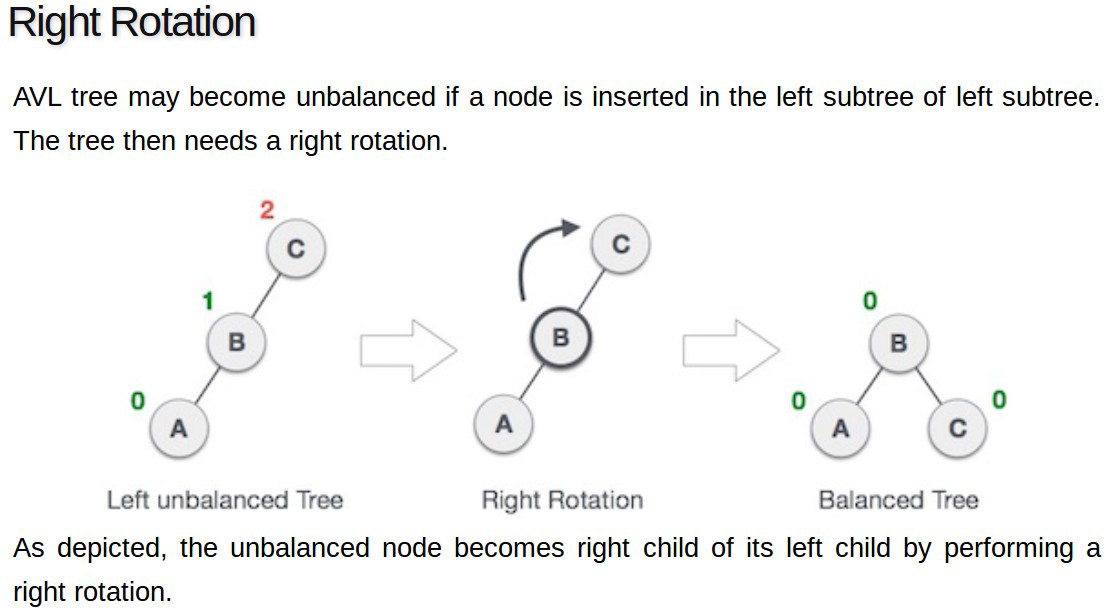 Right Rotation
AVL tree may become unbalanced if a node is inserted in the left subtree of left subtree.
The tree then needs a right rotation.
2
C
1
B
0
A
Left unbalanced Tree
C
B
A
Right Rotation
0
B
0
A
0
C
Balanced Tree
As depicted, the unbalanced node becomes right child of its left child by performing a
right rotation.